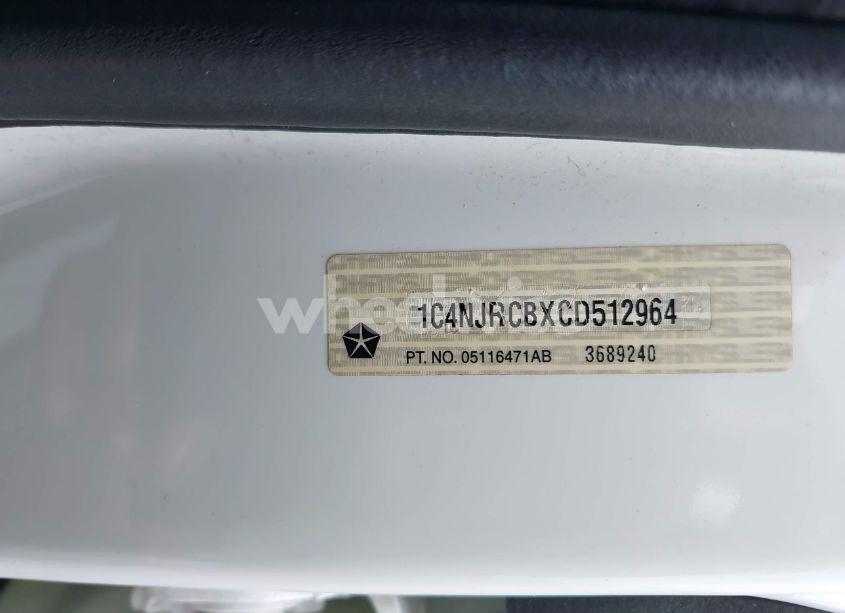 1C4NJRCBXCD512964
PT. NO. 05116471AB 3689240